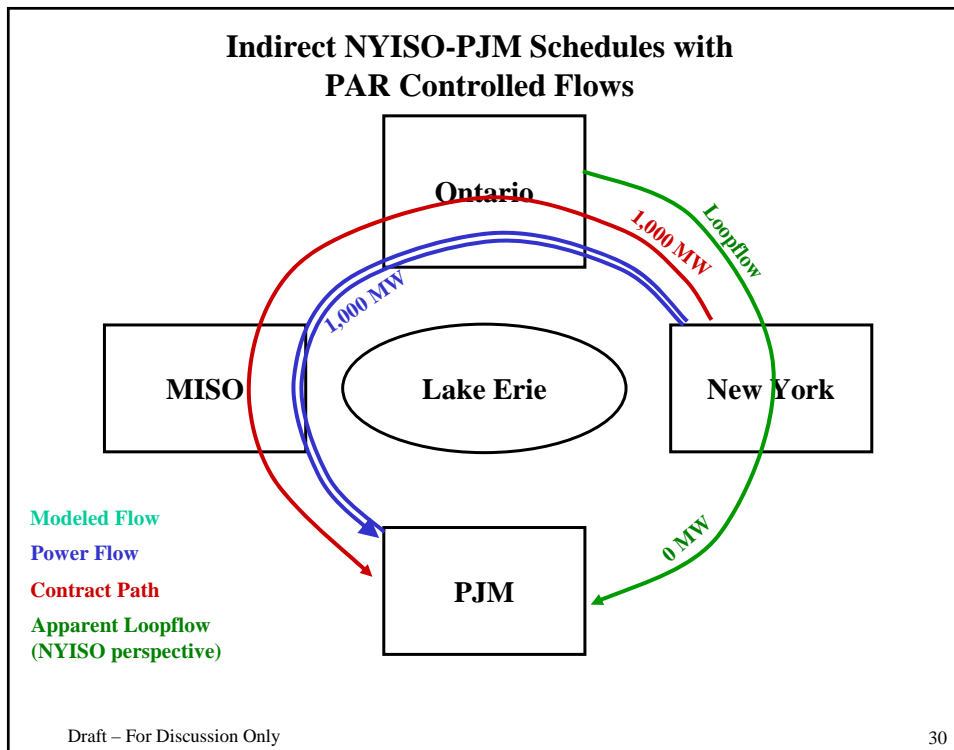 Indirect NYISO-PJM Schedules with
PAR Controlled Flows
Ontario
1,000 MW
Loopflow
1,000 MW
MISO
Lake Erie
New York
Modeled Flow
Power Flow
Contract Path
Apparent Loopflow
(NYISO perspective)
0 MW
PJM
Draft – For Discussion Only
30